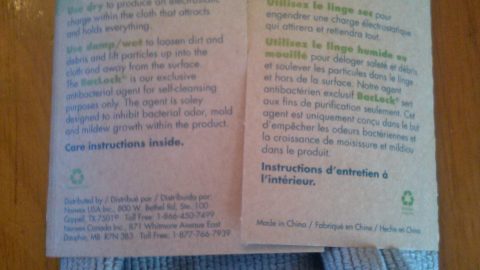 Use dry to produce an electrostatic
charge within the cloth that attracts
and holds everything.
Use damp/wet to loosen dirt and
debris and lift particles up into the
cloth and away from the surface.
The BacLock® is our exclusive
antibacterial agent for self-cleansing
purposes only. The agent is soley
designed to inhibit bacterial odor, mold
and mildew growth within the product.
Care instructions inside.
Distributed by / Distribué par / Distribuida por:
Norwex USA Inc., 800 W. Bethel Rd., Ste. 100
Coppel, TX 75019 Toll Free: 1-866-450-7499
Norwex Canada Inc., 871 Whitmore Avenue East
Dauphin, MB R7N 3B3 Toll Free: 1-877-766-7939
Utilisez le linge sec pour
engendrer une charge électrostatique
qui attirera et retiendra tout.
Utilisez le linge humide ou
mouillé pour déloger saleté et débris
et soulever les particules dans le linge
et hors de la surface. Notre agent
antibactérien exclusif BacLock® sert
aux fins de purification seulement. Cet
agent est uniquement conçu dans le but
d'empêcher les odeurs bactériennes et
la croissance de moisissure et mildiou
dans le produit.
Instructions d'entretien à
l'intérieur.
Made in China / Fabriqué en Chine / Hecho en China